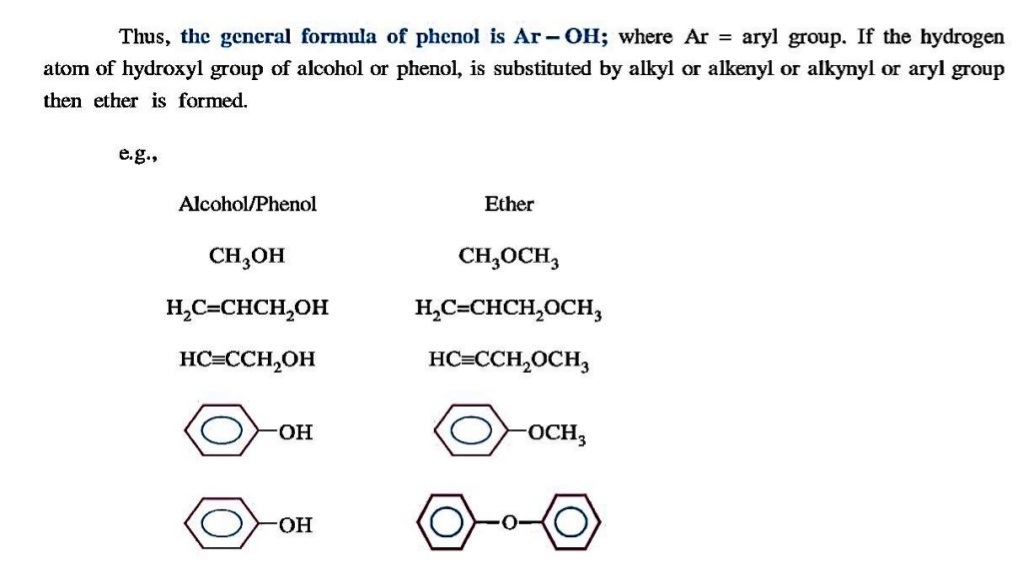 Thus, the general formula of phenol is Ar – OH; where Ar = aryl group. If the hydrogen
atom of hydroxyl group of alcohol or phenol, is substituted by alkyl or alkenyl or alkynyl or aryl group
then ether is formed.
e.g.,
Alcohol/Phenol Ether
CH₃OH CH₃OCH₃
H₂C=CHCH₂OH H₂C=CHCH₂OCH₃
HC≡CCH₂OH HC≡CCH₂OCH₃
–OH –OCH₃
–OH –O–